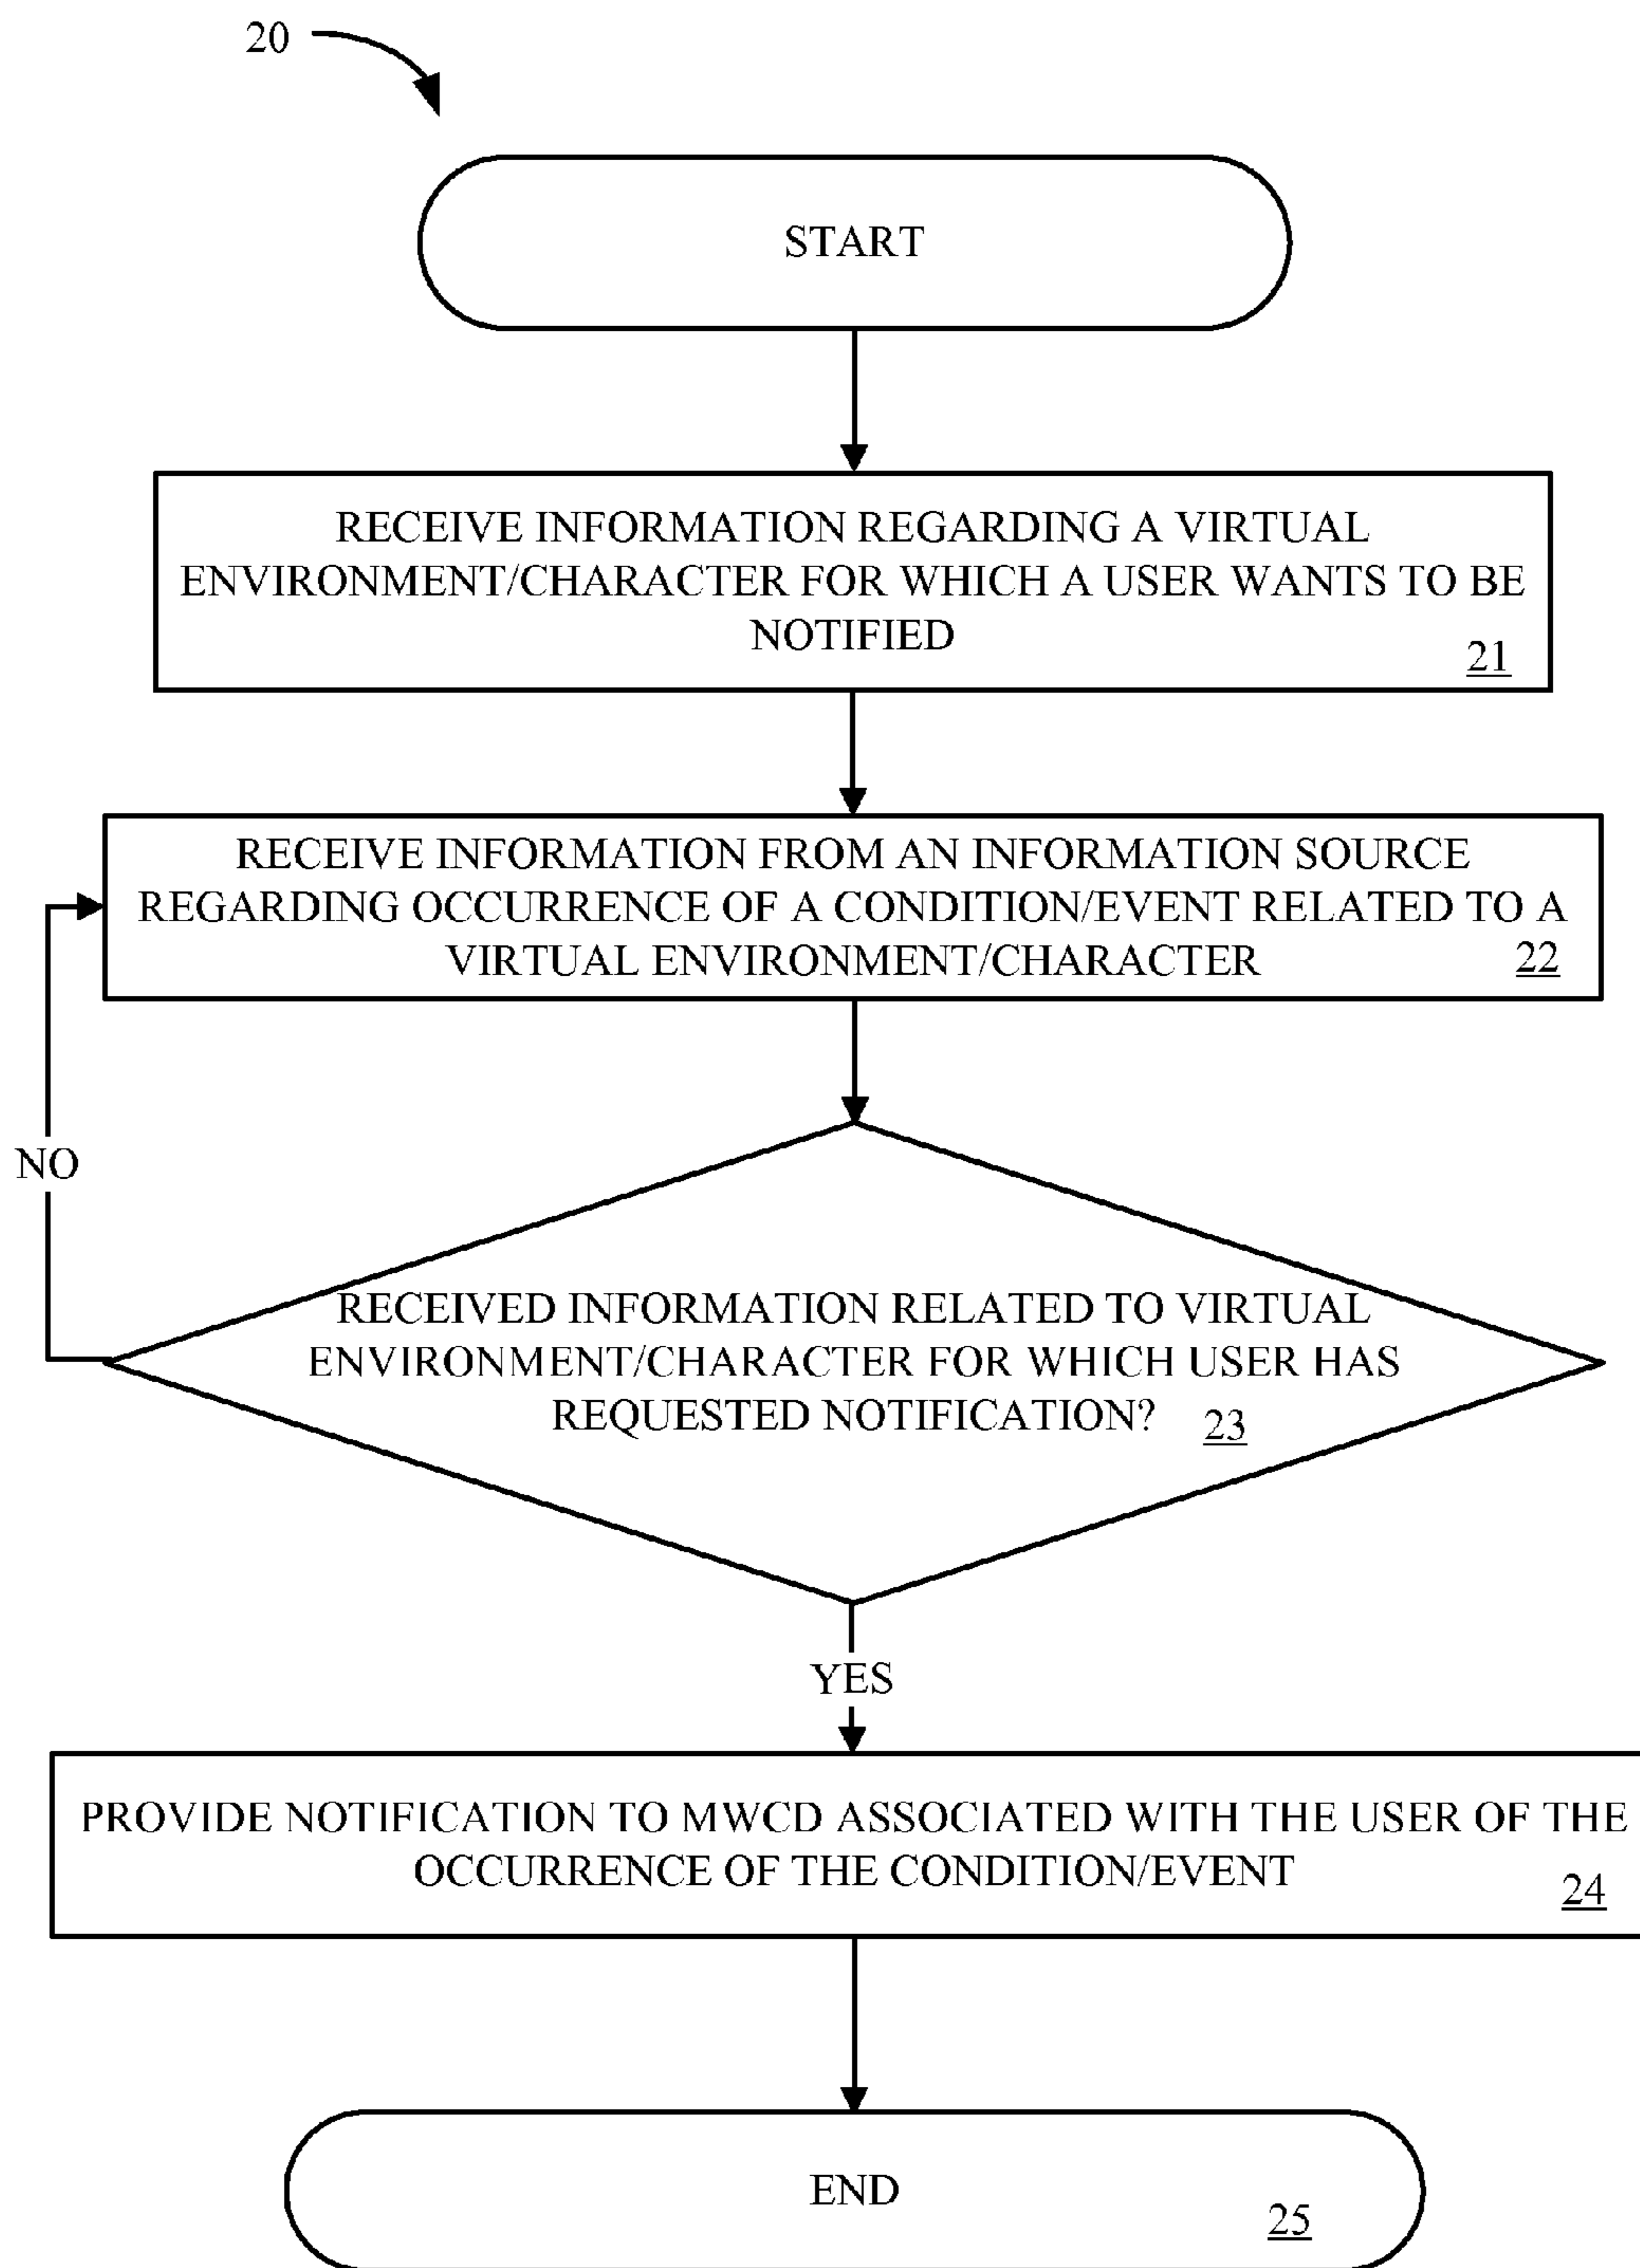 20
START
RECEIVE INFORMATION REGARDING A VIRTUAL
ENVIRONMENT/CHARACTER FOR WHICH A USER WANTS TO BE
NOTIFIED
21
RECEIVE INFORMATION FROM AN INFORMATION SOURCE
REGARDING OCCURRENCE OF A CONDITION/EVENT RELATED TO A
VIRTUAL ENVIRONMENT/CHARACTER
22
NO
RECEIVED INFORMATION RELATED TO VIRTUAL
ENVIRONMENT/CHARACTER FOR WHICH USER HAS
REQUESTED NOTIFICATION?
23
YES
PROVIDE NOTIFICATION TO MWCD ASSOCIATED WITH THE USER OF THE
OCCURRENCE OF THE CONDITION/EVENT
24
END
25